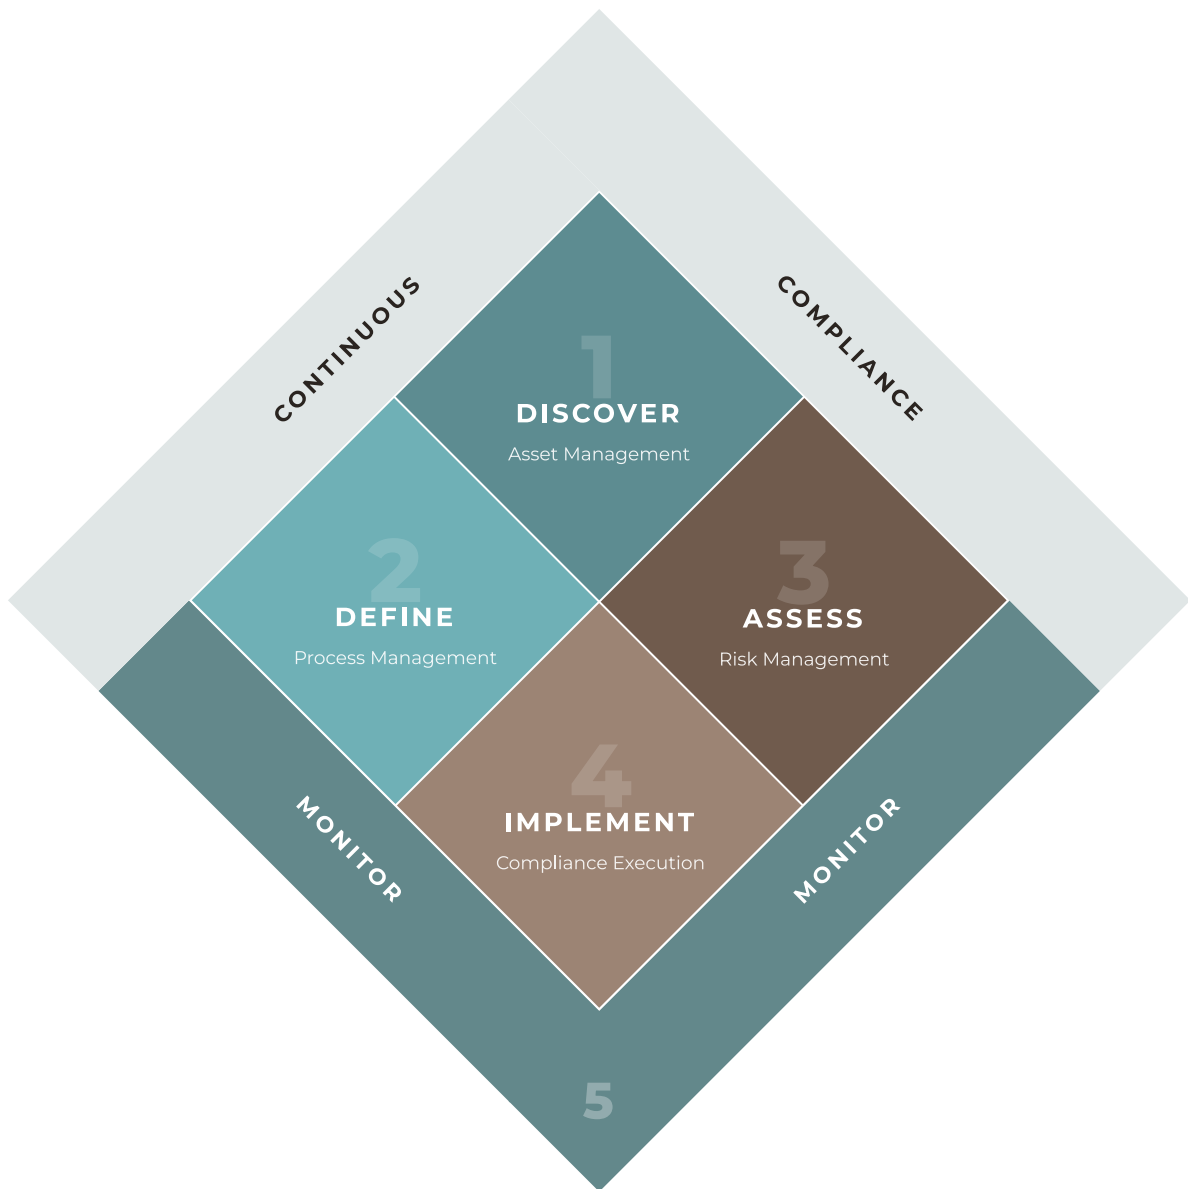 CONTINUOUS
COMPLIANCE
1
DISCOVER
Asset Management
2
DEFINE
Process Management
3
ASSESS
Risk Management
4
IMPLEMENT
Compliance Execution
MONITOR
MONITOR
5